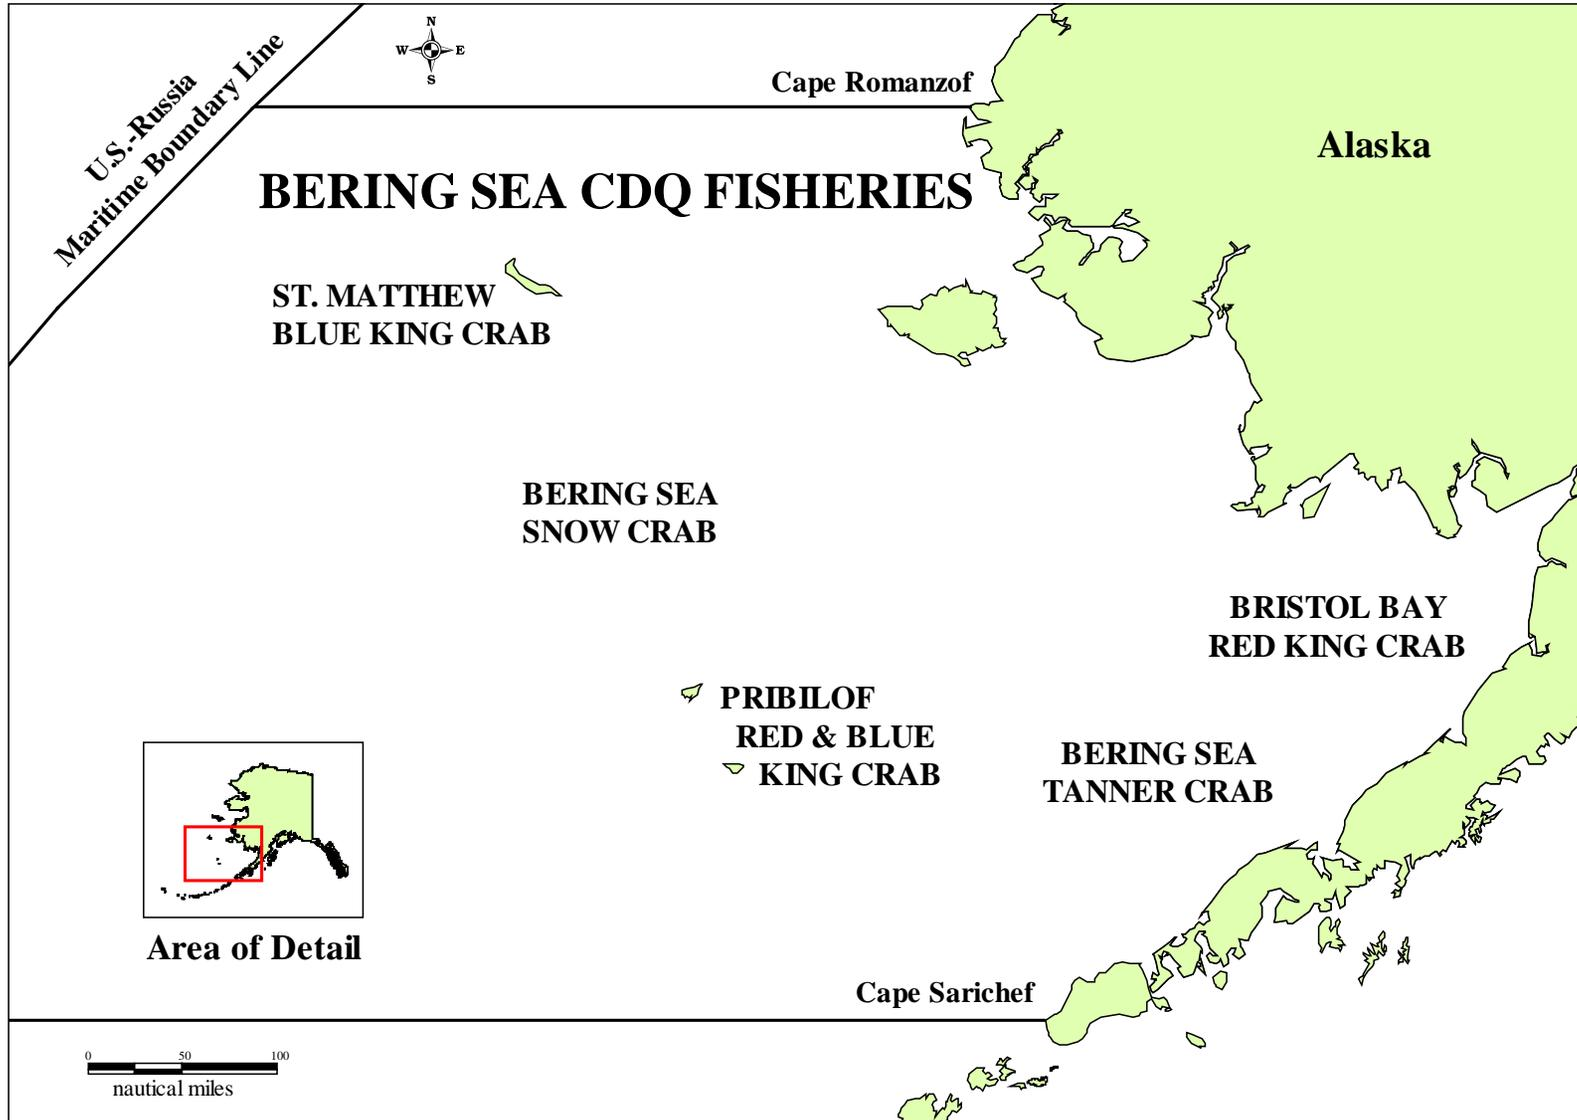 N
W E
S
U.S.-Russia
Maritime Boundary Line
Cape Romanzof
Alaska
BERING SEA CDQ FISHERIES
ST. MATTHEW
BLUE KING CRAB
BERING SEA
SNOW CRAB
BRISTOL BAY
RED KING CRAB
PRIBILOF
RED & BLUE
KING CRAB
BERING SEA
TANNER CRAB
Area of Detail
Cape Sarichef
0 50 100
nautical miles